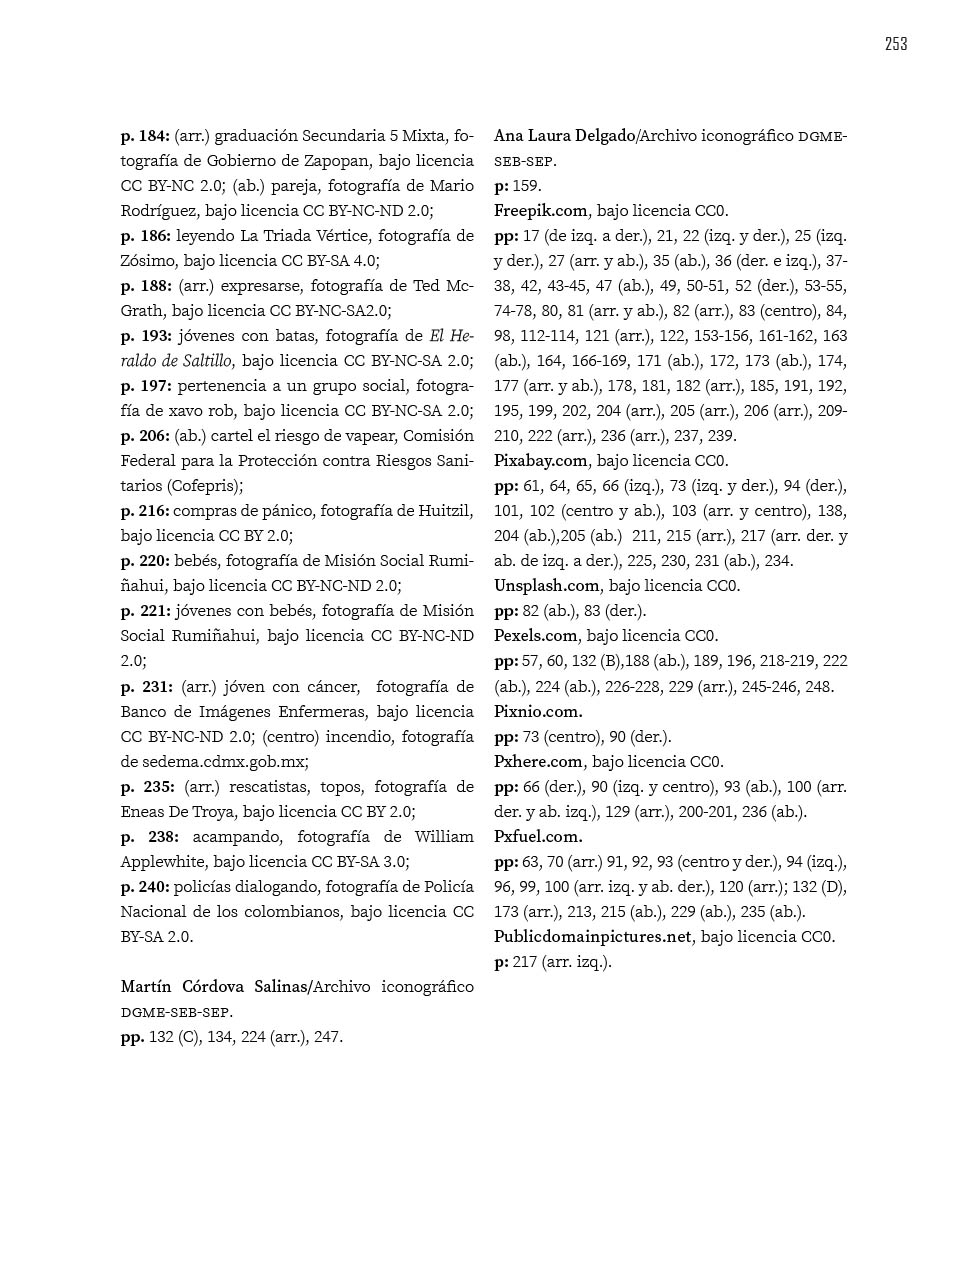 253
p. 184: (arr.) graduación Secundaria 5 Mixta, fo-
tografía de Gobierno de Zapopan, bajo licencia
CC BY-NC 2.0; (ab.) pareja, fotografía de Mario
Rodríguez, bajo licencia CC BY-NC-ND 2.0;
p. 186: leyendo La Triada Vértice, fotografía de
Zósimo, bajo licencia CC BY-SA 4.0;
p. 188: (arr.) expresarse, fotografía de Ted Mc-
Grath, bajo licencia CC BY-NC-SA2.0;
p. 193: jóvenes con batas, fotografía de El He-
raldo de Saltillo, bajo licencia CC BY-NC-SA 2.0;
p. 197: pertenencia a un grupo social, fotogra-
fía de xavo rob, bajo licencia CC BY-NC-SA 2.0;
p. 206: (ab.) cartel el riesgo de vapear, Comisión
Federal para la Protección contra Riesgos Sani-
tarios (Cofepris);
p. 216: compras de pánico, fotografía de Huitzil,
bajo licencia CC BY 2.0;
p. 220: bebés, fotografía de Misión Social Rumi-
ñahui, bajo licencia CC BY-NC-ND 2.0;
p. 221: jóvenes con bebés, fotografía de Misión
Social Rumiñahui, bajo licencia CC BY-NC-ND
2.0;
p. 231: (arr.) jóven con cáncer, fotografía de
Banco de Imágenes Enfermeras, bajo licencia
CC BY-NC-ND 2.0; (centro) incendio, fotografía
de sedema.cdmx.gob.mx;
p. 235: (arr.) rescatistas, topos, fotografía de
Eneas De Troya, bajo licencia CC BY 2.0;
p. 238: acampando, fotografía de William
Applewhite, bajo licencia CC BY-SA 3.0;
p. 240: policías dialogando, fotografía de Policía
Nacional de los colombianos, bajo licencia CC
BY-SA 2.0.
Martín Córdova Salinas/Archivo iconográfico
DGME-SEB-SEP.
pp. 132 (C), 134, 224 (arr.), 247.
Ana Laura Delgado/Archivo iconográfico DGME-
SEB-SEP.
p: 159.
Freepik.com, bajo licencia CC0.
pp: 17 (de izq. a der.), 21, 22 (izq. y der.), 25 (izq.
y der.), 27 (arr. y ab.), 35 (ab.), 36 (der. e izq.), 37-
38, 42, 43-45, 47 (ab.), 49, 50-51, 52 (der.), 53-55,
74-78, 80, 81 (arr. y ab.), 82 (arr.), 83 (centro), 84,
98, 112-114, 121 (arr.), 122, 153-156, 161-162, 163
(ab.), 164, 166-169, 171 (ab.), 172, 173 (ab.), 174,
177 (arr. y ab.), 178, 181, 182 (arr.), 185, 191, 192,
195, 199, 202, 204 (arr.), 205 (arr.), 206 (arr.), 209-
210, 222 (arr.), 236 (arr.), 237, 239.
Pixabay.com, bajo licencia CC0.
pp: 61, 64, 65, 66 (izq.), 73 (izq. y der.), 94 (der.),
101, 102 (centro y ab.), 103 (arr. y centro), 138,
204 (ab.),205 (ab.) 211, 215 (arr.), 217 (arr. der. y
ab. de izq. a der.), 225, 230, 231 (ab.), 234.
Unsplash.com, bajo licencia CC0.
pp: 82 (ab.), 83 (der.).
Pexels.com, bajo licencia CC0.
pp: 57, 60, 132 (B),188 (ab.), 189, 196, 218-219, 222
(ab.), 224 (ab.), 226-228, 229 (arr.), 245-246, 248.
Pixnio.com.
pp: 73 (centro), 90 (der.).
Pxhere.com, bajo licencia CC0.
pp: 66 (der.), 90 (izq. y centro), 93 (ab.), 100 (arr.
der. y ab. izq.), 129 (arr.), 200-201, 236 (ab.).
Pxfuel.com.
pp: 63, 70 (arr.) 91, 92, 93 (centro y der.), 94 (izq.),
96, 99, 100 (arr. izq. y ab. der.), 120 (arr.); 132 (D),
173 (arr.), 213, 215 (ab.), 229 (ab.), 235 (ab.).
Publicdomainpictures.net, bajo licencia CC0.
p: 217 (arr. izq.).